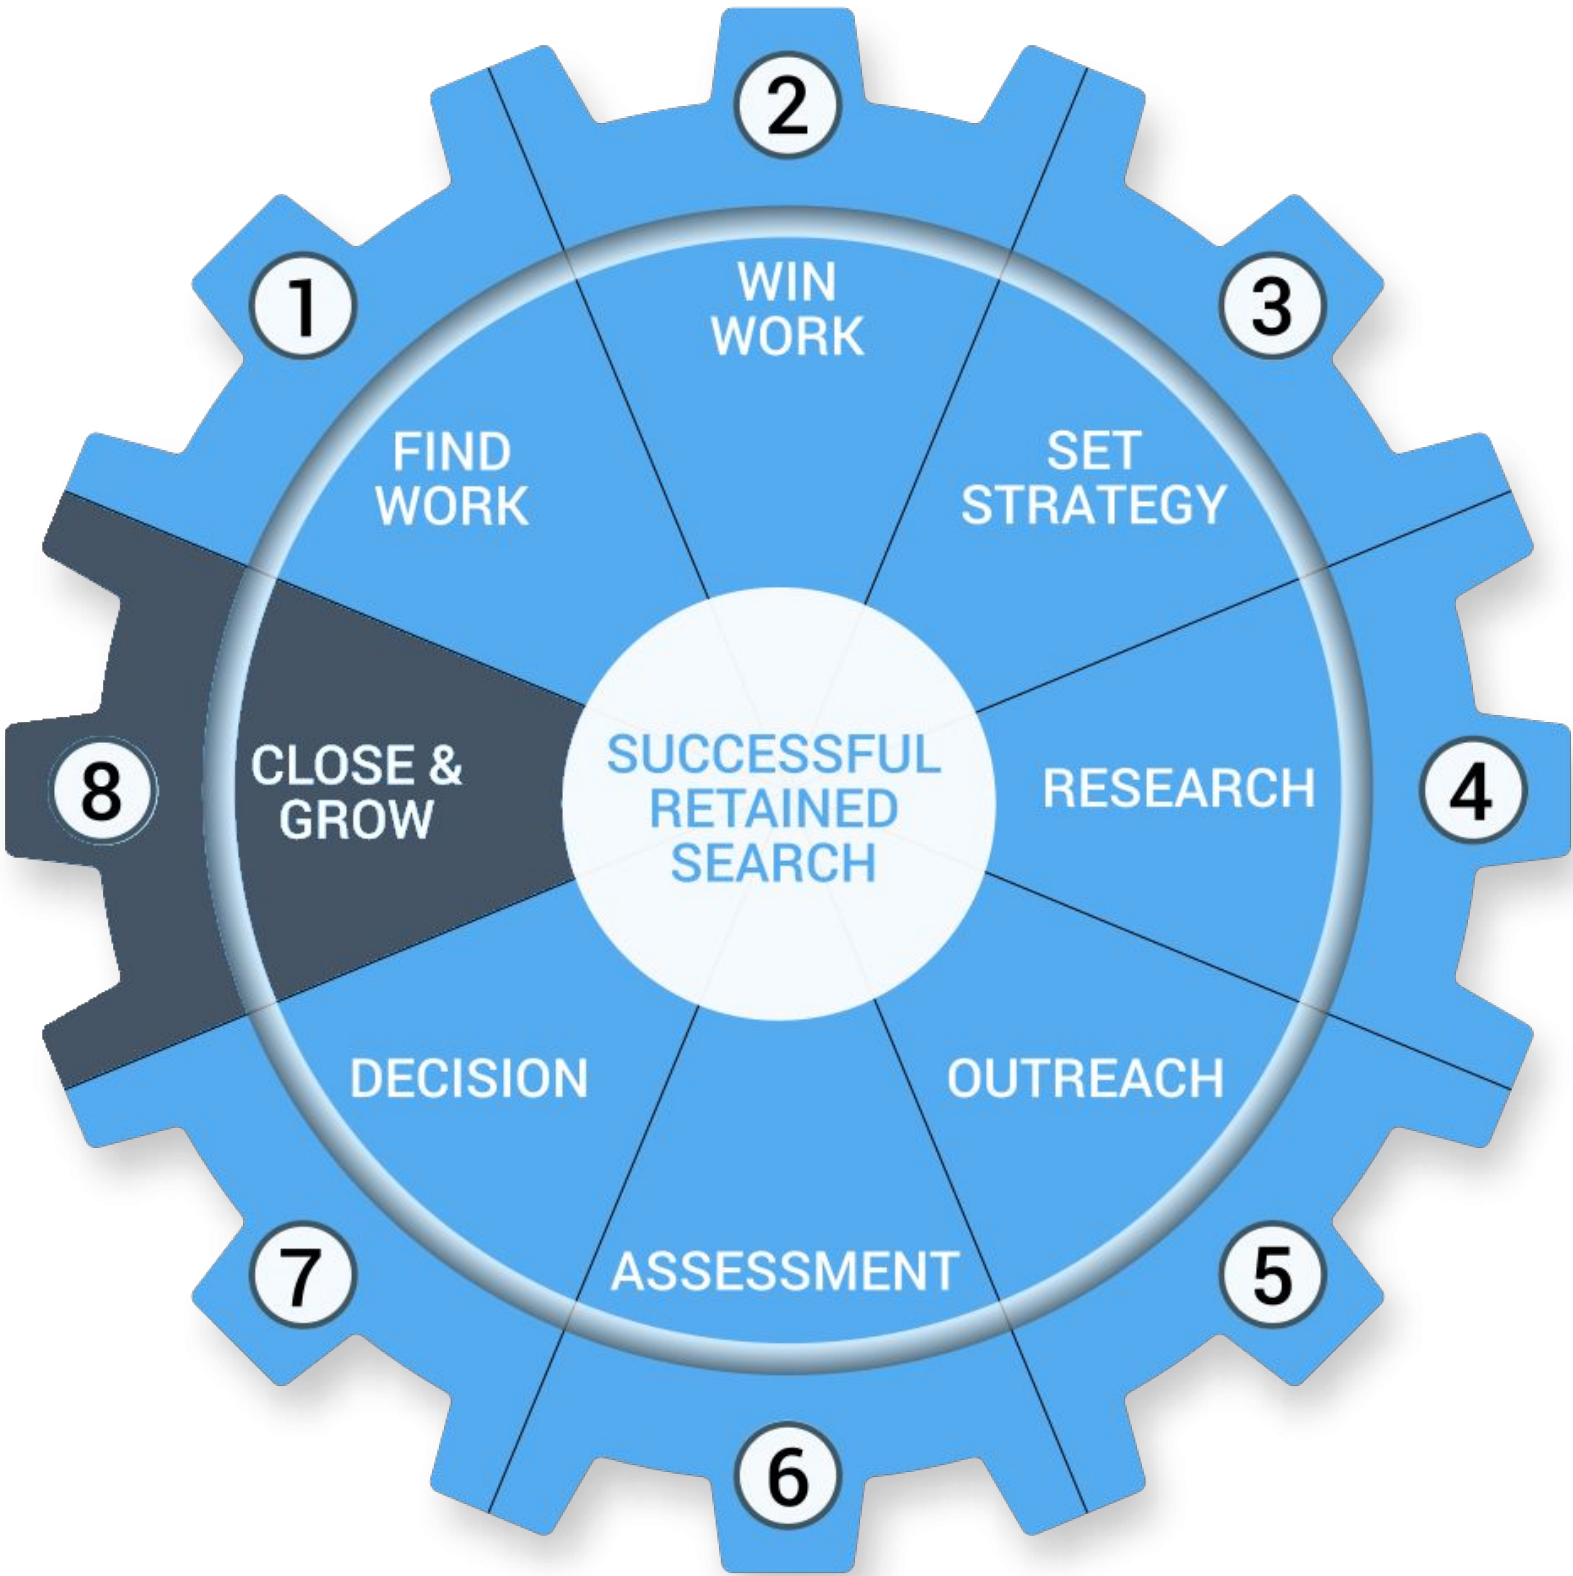 1
FIND
WORK
2
WIN
WORK
3
SET
STRATEGY
4
RESEARCH
5
OUTREACH
6
ASSESSMENT
7
DECISION
8
CLOSE &
GROW
SUCCESSFUL
RETAINED
SEARCH